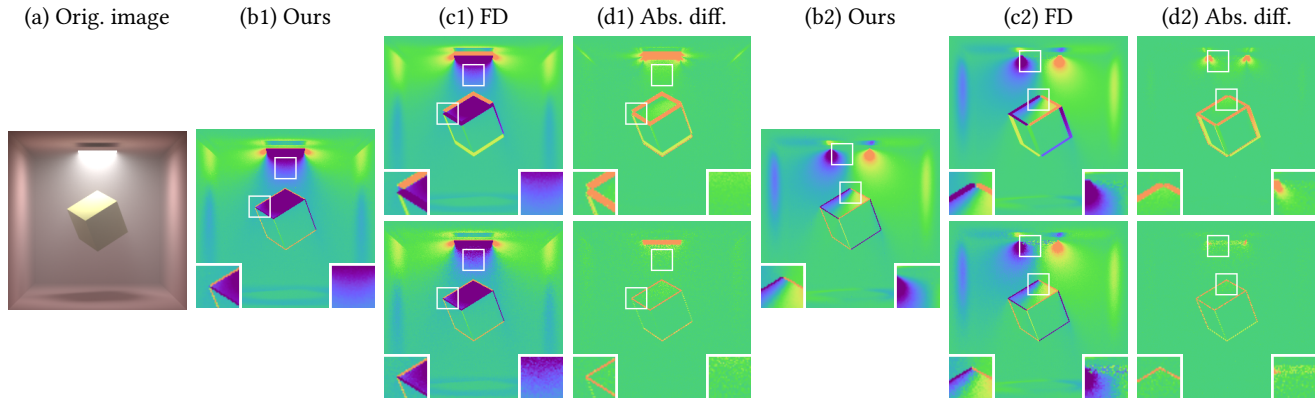 (a) Orig. image
(b1) Ours
(c1) FD
(d1) Abs. diff.
(b2) Ours
(c2) FD
(d2) Abs. diff.